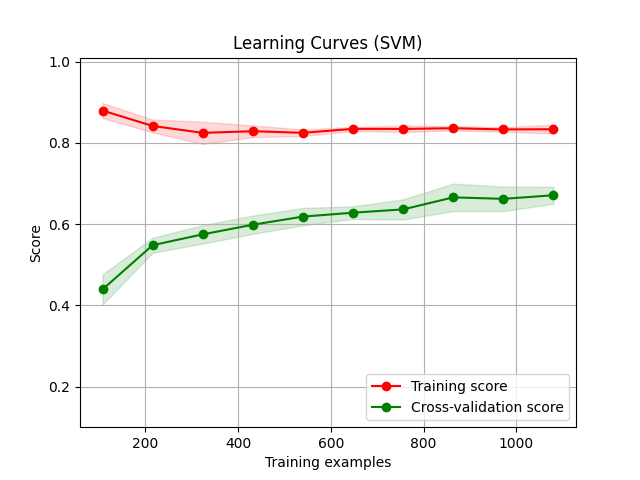 Learning Curves (SVM)
1.0
0.8
0.6
0.4
0.2
Score
200 400 600 800 1000
Training examples
Training score
Cross-validation score